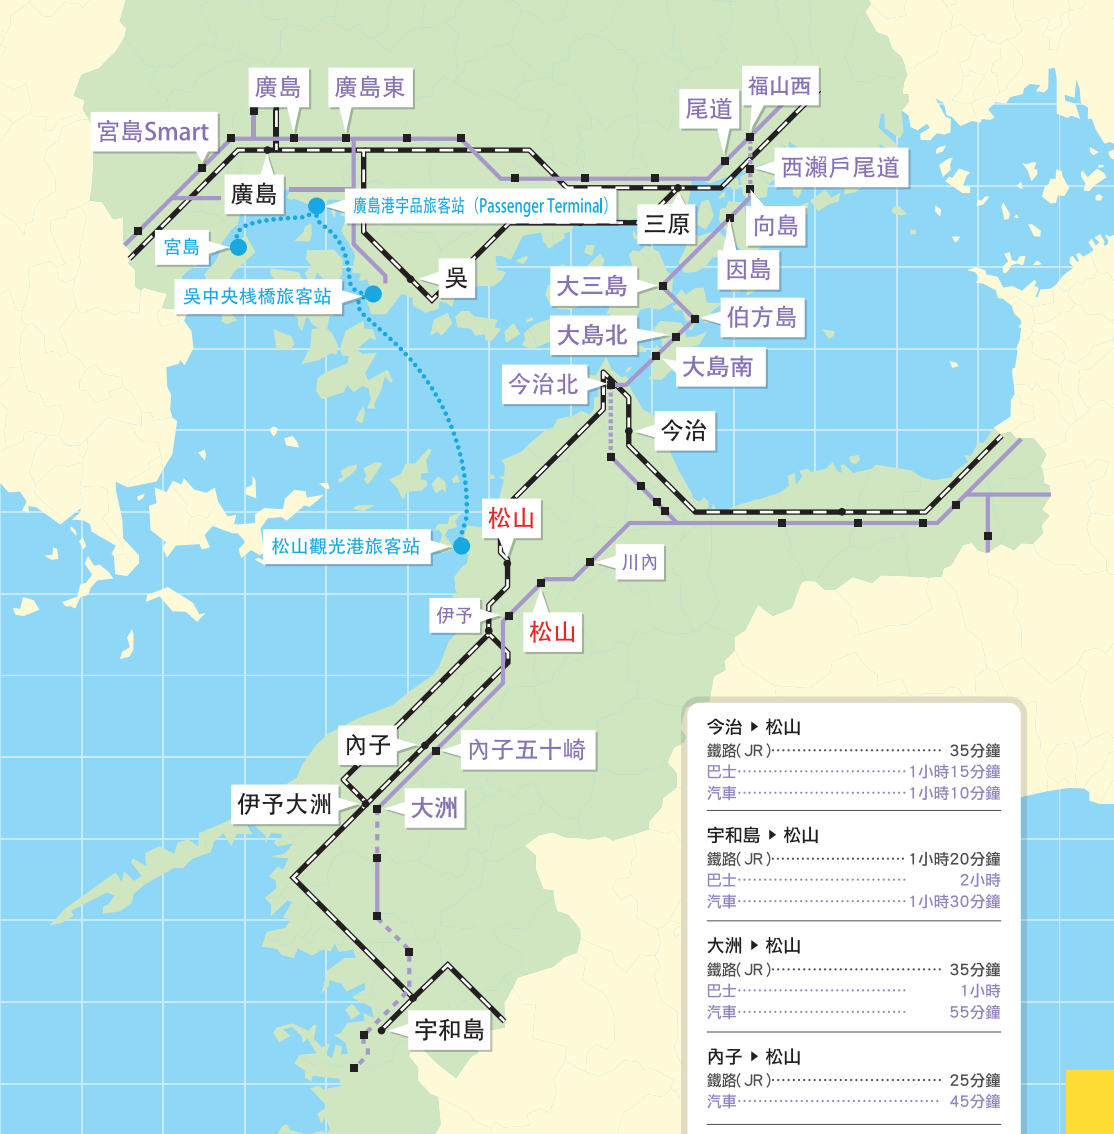 廣島
廣島東
福山西
尾道
宮島Smart
西瀨戶尾道
廣島
廣島港宇品旅客站（Passenger Terminal）
三原
向島
宮島
因島
吳
大三島
吳中央栈橋旅客站
伯方島
大島北
大島南
今治北
今治
松山
松山觀光港旅客站
川內
伊予
松山
內子
內子五十崎
伊予大洲
大洲
宇和島
今治 ▶ 松山
鐵路(JR)································ 35分鐘
巴士································ 1小時15分鐘
汽車································ 1小時10分鐘
宇和島 ▶ 松山
鐵路(JR)························· 1小時20分鐘
巴士································ 2小時
汽車································ 1小時30分鐘
大洲 ▶ 松山
鐵路(JR)································ 35分鐘
巴士································ 1小時
汽車································ 55分鐘
內子 ▶ 松山
鐵路(JR)································ 25分鐘
汽車······································ 45分鐘